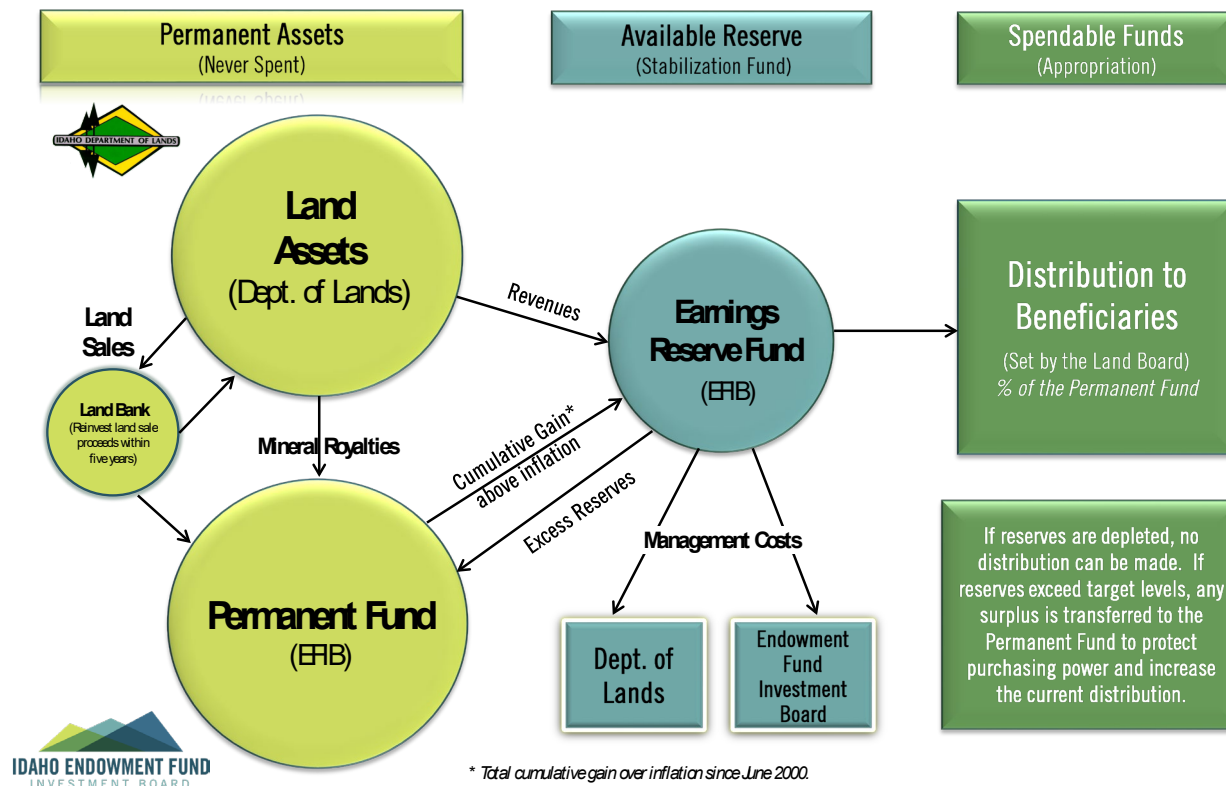 Permanent Assets
(Never Spent)
Available Reserve
(Stabilization Fund)
Spendable Funds
(Appropriation)
IDAHO DEPARTMENT OF LANDS
Land
Assets
(Dept. of Lands)
Revenues
Earnings
Reserve Fund
(EFIB)
Distribution to
Beneficiaries
(Set by the Land Board)
% of the Permanent Fund
Land
Sales
Land Bank
(Reinvest land sale
proceeds within
five years)
Mineral Royalties
Cumulative Gain*
above inflation
Excess Reserves
Management Costs
Permanent Fund
(EFIB)
Dept. of
Lands
Endowment
Fund
Investment
Board
If reserves are depleted, no
distribution can be made. If
reserves exceed target levels, any
surplus is transferred to the
Permanent Fund to protect
purchasing power and increase
the current distribution.
IDAHO ENDOWMENT FUND
INVESTMENT BOARD
* Total cumulative gain over inflation since June 2000.